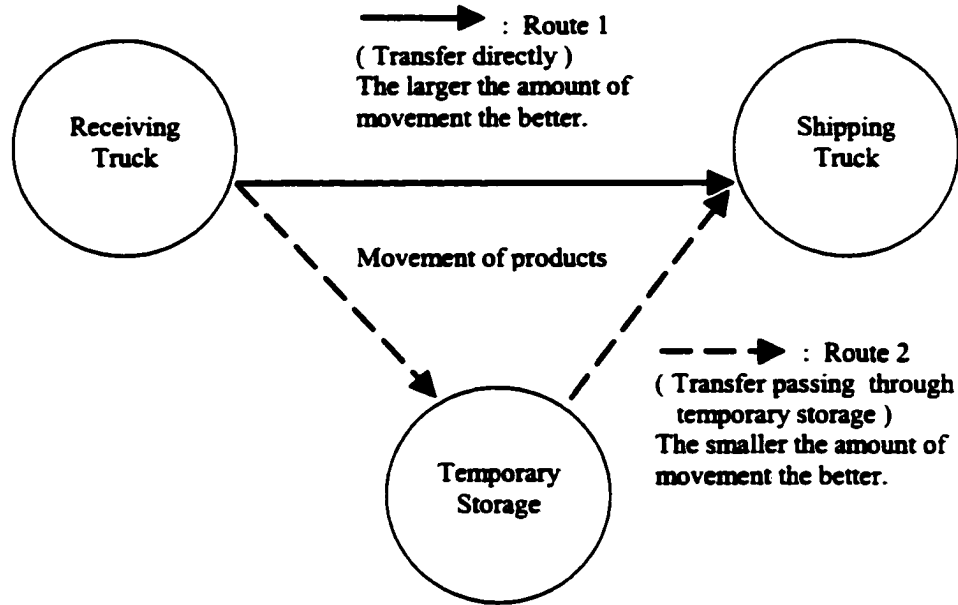 : Route 1
( Transfer directly )
The larger the amount of
movement the better.
Receiving
Truck
Shipping
Truck
Movement of products
: Route 2
( Transfer passing through
temporary storage )
The smaller the amount of
movement the better.
Temporary
Storage